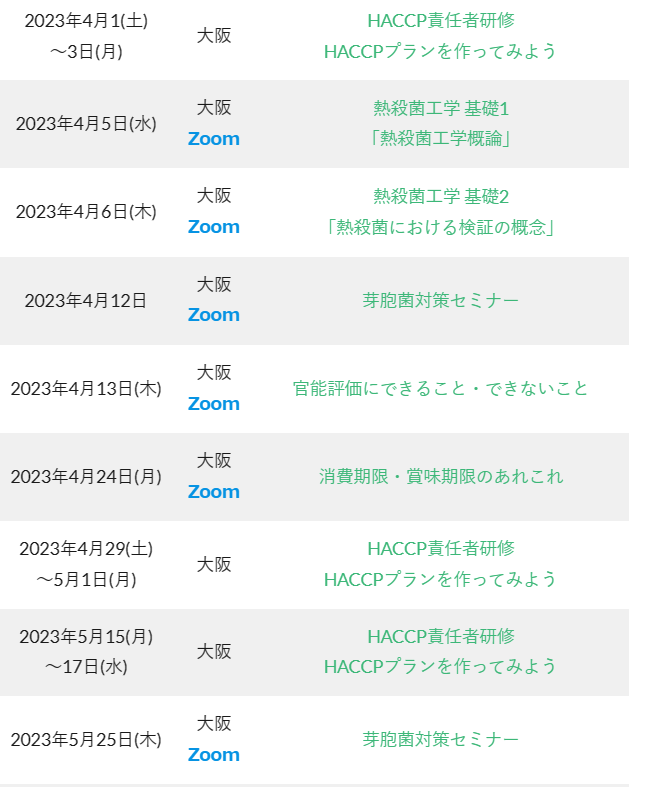 2023年4月1(土)
～3日(月)
大阪
HACCP責任者研修
HACCPプランを作ってみよう
2023年4月5日(水)
大阪
Zoom
熱殺菌工学 基礎1
「熱殺菌工学概論」
2023年4月6日(木)
大阪
Zoom
熱殺菌工学 基礎2
「熱殺菌における検証の概念」
2023年4月12日
大阪
Zoom
芽胞菌対策セミナー
2023年4月13日(木)
大阪
Zoom
官能評価にできること・できないこと
2023年4月24日(月)
大阪
Zoom
消費期限・賞味期限のあれこれ
2023年4月29(土)
～5月1日(月)
大阪
HACCP責任者研修
HACCPプランを作ってみよう
2023年5月15(月)
～17日(水)
大阪
HACCP責任者研修
HACCPプランを作ってみよう
2023年5月25日(木)
大阪
Zoom
芽胞菌対策セミナー